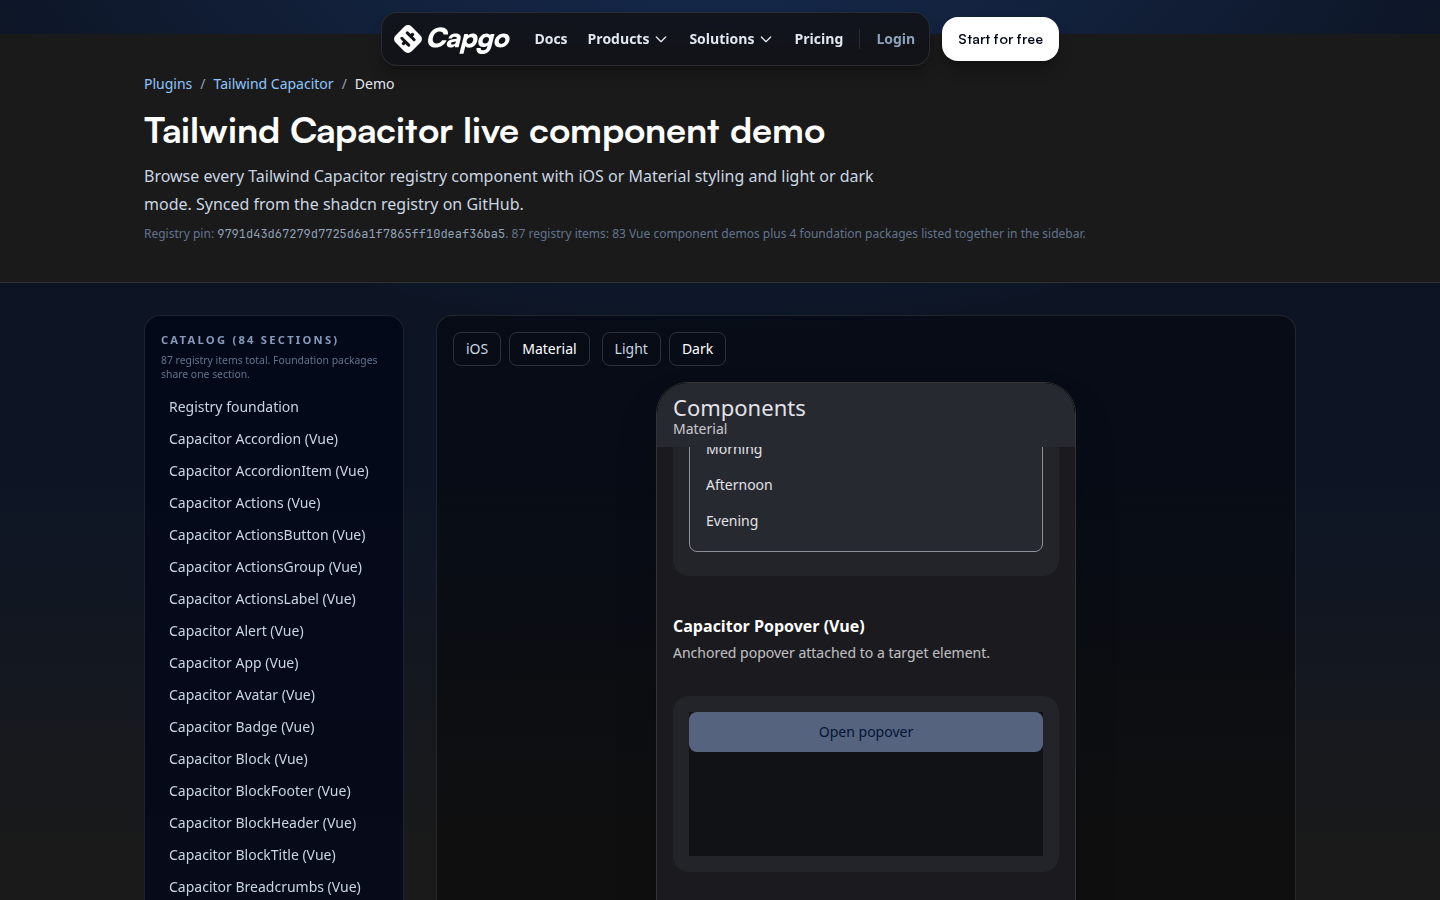 Capgo
Docs
Products
Solutions
Pricing
Login
Start for free
Plugins / Tailwind Capacitor / Demo
Tailwind Capacitor live component demo
Browse every Tailwind Capacitor registry component with iOS or Material styling and light or dark
mode. Synced from the shadcn registry on GitHub.
Registry pin: 9791d43d67279d7725d6a1f7865ff10deaf36ba5. 87 registry items: 83 Vue component demos plus 4 foundation packages listed together in the sidebar.
CATALOG (84 SECTIONS)
87 registry items total. Foundation packages
share one section.
Registry foundation
Capacitor Accordion (Vue)
Capacitor AccordionItem (Vue)
Capacitor Actions (Vue)
Capacitor ActionsButton (Vue)
Capacitor ActionsGroup (Vue)
Capacitor ActionsLabel (Vue)
Capacitor Alert (Vue)
Capacitor App (Vue)
Capacitor Avatar (Vue)
Capacitor Badge (Vue)
Capacitor Block (Vue)
Capacitor BlockFooter (Vue)
Capacitor BlockHeader (Vue)
Capacitor BlockTitle (Vue)
Capacitor Breadcrumbs (Vue)
iOS
Material
Light
Dark
Components
Material
Morning
Afternoon
Evening
Capacitor Popover (Vue)
Anchored popover attached to a target element.
Open popover